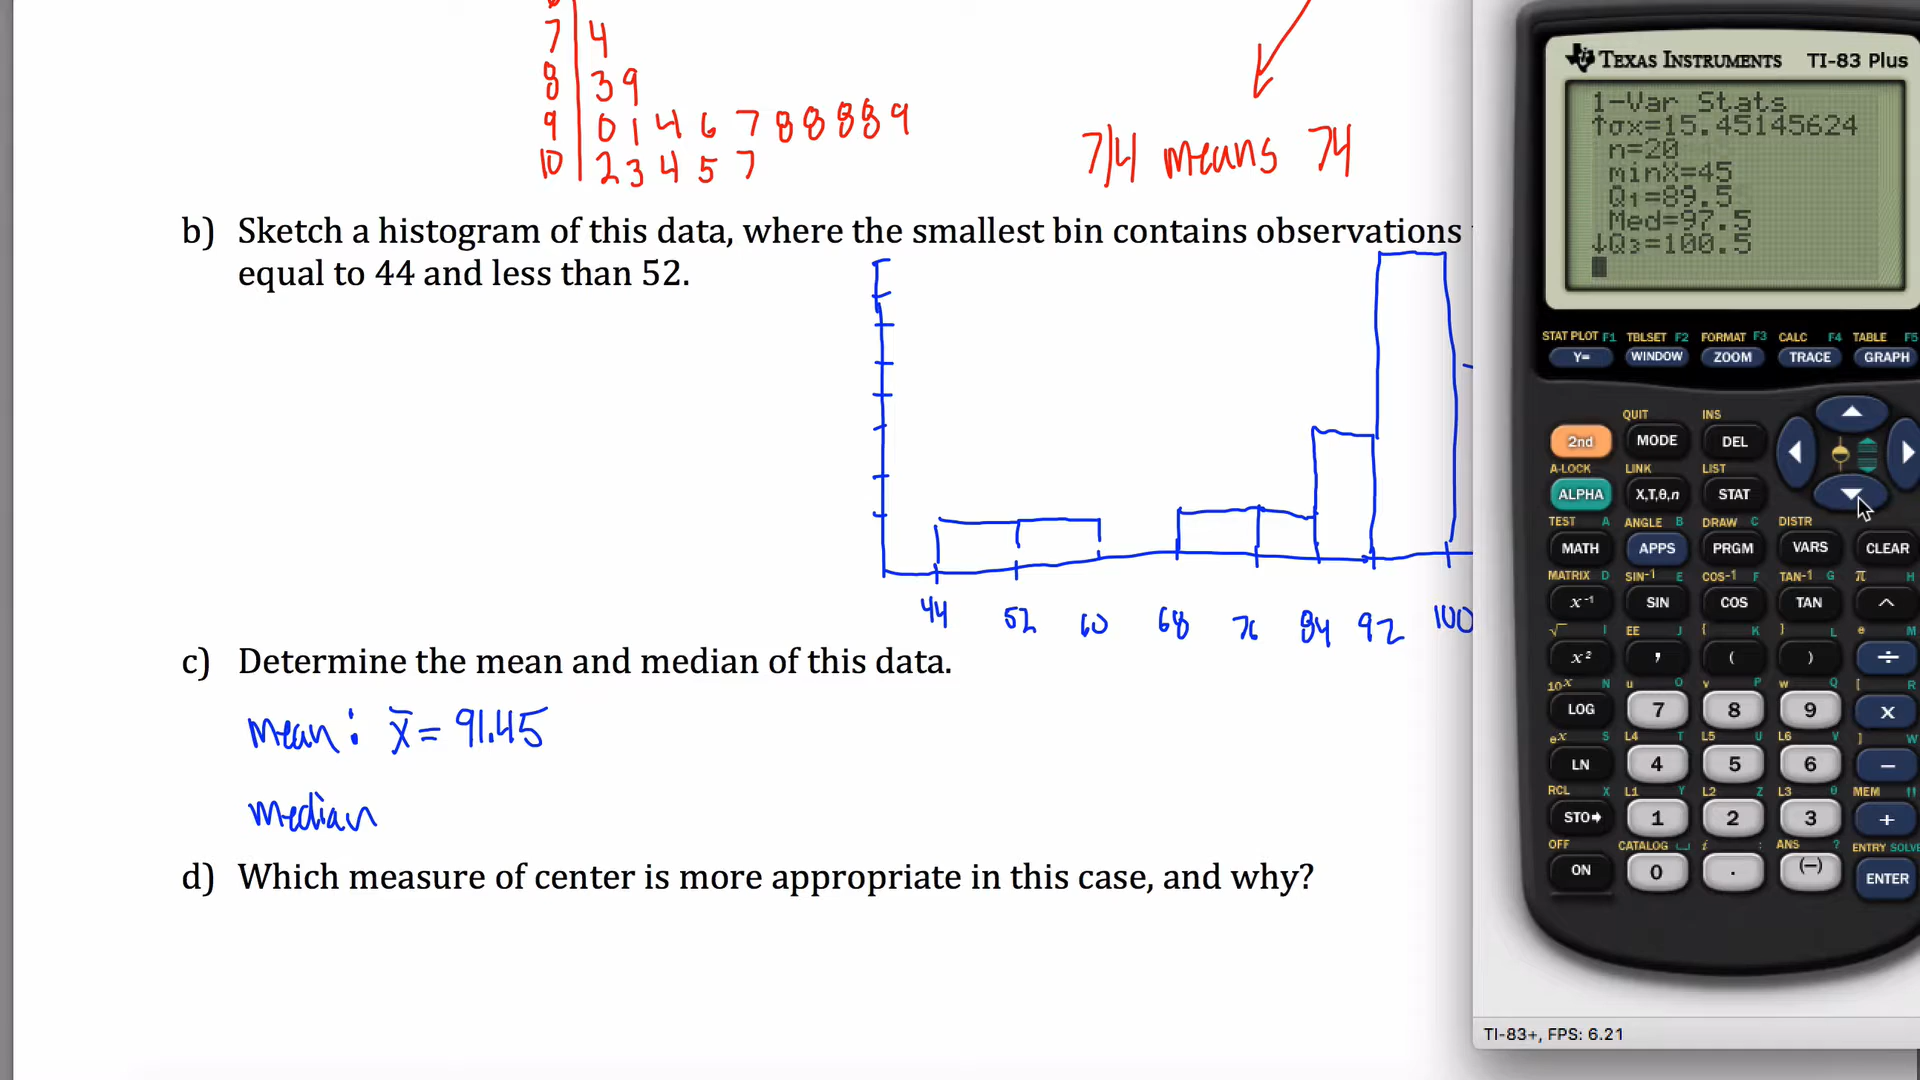 7 | 4
8 | 3 9
9 | 0 1 4 6 7 8 8 8 8 9
10 | 2 3 4 5 7
7|4 means 74
b) Sketch a histogram of this data, where the smallest bin contains observations
equal to 44 and less than 52.
44 52 60 68 76 84 92 100
c) Determine the mean and median of this data.
mean: x̄ = 91.45
median
d) Which measure of center is more appropriate in this case, and why?
TEXAS INSTRUMENTS TI-83 Plus
1-Var Stats
↑σx=15.45145624
n=20
minX=45
Q₁=89.5
Med=97.5
↓Q₃=100.5
STAT PLOT F1 TBLSET F2 FORMAT F3 CALC F4 TABLE F5
Y= WINDOW ZOOM TRACE GRAPH
QUIT INS
2nd MODE DEL
A-LOCK LINK LIST
ALPHA X,T,θ,n STAT
TEST A ANGLE B DRAW C DISTR
MATH APPS PRGM VARS CLEAR
MATRIX D SIN⁻¹ E COS⁻¹ F TAN⁻¹ G π H
x⁻¹ SIN COS TAN ^
√ I EE J { K } L e M
x² , ( ) ÷
10ˣ N u O v P w Q [ R
LOG 7 8 9 x
eˣ S L4 T L5 U L6 V ] W
LN 4 5 6 −
RCL X L1 Y L2 Z L3 θ MEM "
STO➔ 1 2 3 +
OFF CATALOG ⎵ i : ANS ? ENTRY SOLVE
ON 0 . (−) ENTER
TI-83+, FPS: 6.21